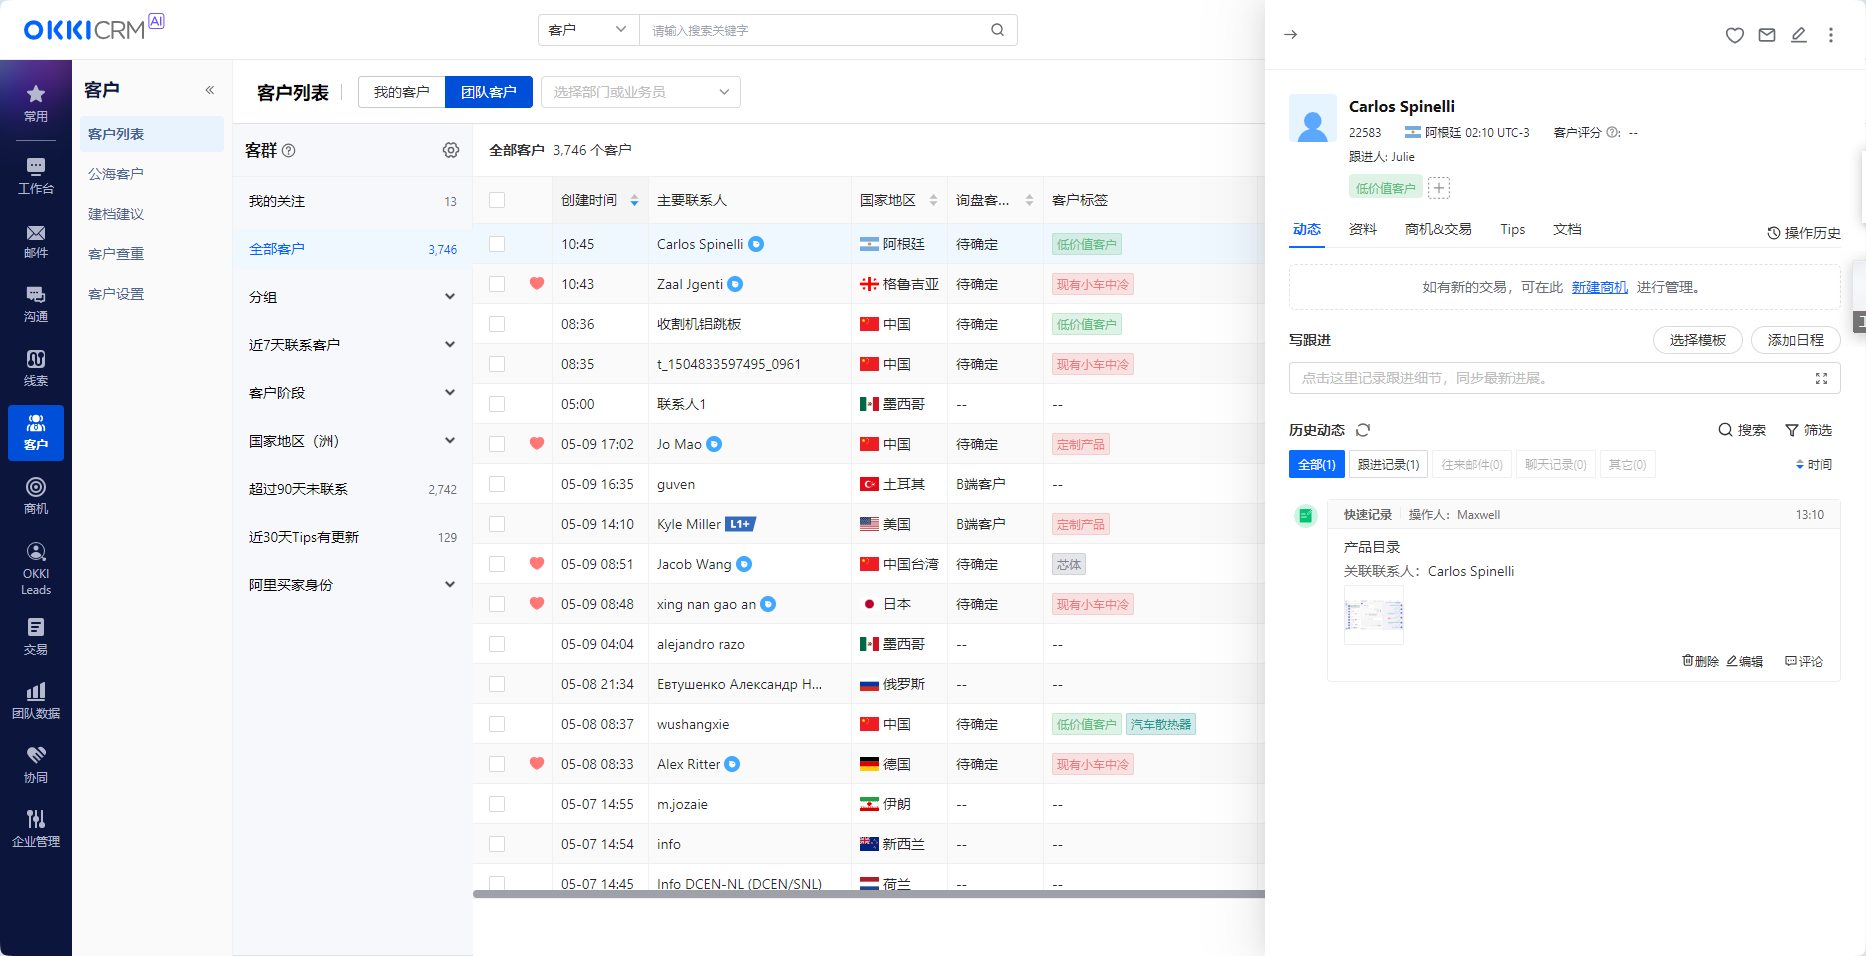 OKKICRM AI
客户
请输入搜索关键字
常用
工作台
邮件
沟通
线索
客户
商机
OKKI
Leads
交易
团队数据
协同
企业管理
客户
客户列表
公海客户
建档建议
客户查重
客户设置
客户列表 我的客户 团队客户 选择部门或业务员
客群
我的关注 13
全部客户 3,746
分组
近7天联系客户
客户阶段
国家地区（洲）
超过90天未联系 2,742
近30天Tips有更新 129
阿里买家身份
全部客户 3,746 个客户
创建时间 主要联系人 国家地区 询盘客... 客户标签
10:45 Carlos Spinelli 阿根廷 待确定 低价值客户
10:43 Zaal Jgenti 格鲁吉亚 待确定 现有小车中冷
08:36 收割机铝跳板 中国 待确定 低价值客户
08:35 t_1504833597495_0961 中国 待确定 现有小车中冷
05:00 联系人1 墨西哥 -- --
05-09 17:02 Jo Mao 中国 待确定 定制产品
05-09 16:35 guven 土耳其 B端客户 --
05-09 14:10 Kyle Miller L1+ 美国 B端客户 定制产品
05-09 08:51 Jacob Wang 中国台湾 待确定 芯体
05-09 08:48 xing nan gao an 日本 待确定 现有小车中冷
05-09 04:04 alejandro razo 墨西哥 -- --
05-08 21:34 Евтушенко Александр Н... 俄罗斯 -- --
05-08 08:37 wushangxie 中国 待确定 低价值客户 汽车散热器
05-08 08:33 Alex Ritter 德国 待确定 现有小车中冷
05-07 14:55 m.jozaie 伊朗 -- --
05-07 14:54 info 新西兰 -- --
05-07 14:45 Info DCEN-NL (DCEN/SNL) 荷兰 -- --
Carlos Spinelli
22583 阿根廷 02:10 UTC-3 客户评分 : --
跟进人: Julie
低价值客户
动态 资料 商机&交易 Tips 文档 操作历史
如有新的交易，可在此 新建商机 进行管理。
写跟进 选择模板 添加日程
点击这里记录跟进细节，同步最新进展。
历史动态 搜索 筛选
全部(1) 跟进记录(1) 往来邮件(0) 聊天记录(0) 其它(0) 时间
快速记录 操作人：Maxwell 13:10
产品目录
关联联系人：Carlos Spinelli
删除 编辑 评论